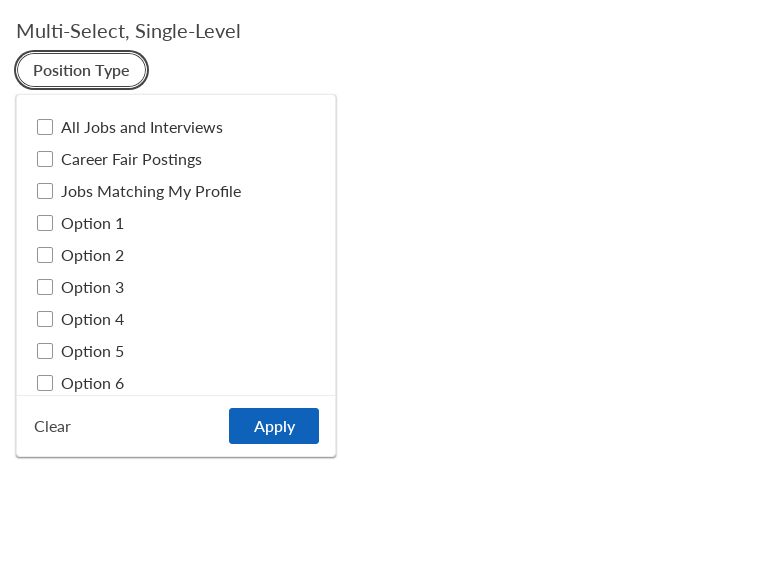 Multi-Select, Single-Level
Position Type
All Jobs and Interviews
Career Fair Postings
Jobs Matching My Profile
Option 1
Option 2
Option 3
Option 4
Option 5
Option 6
Clear
Apply